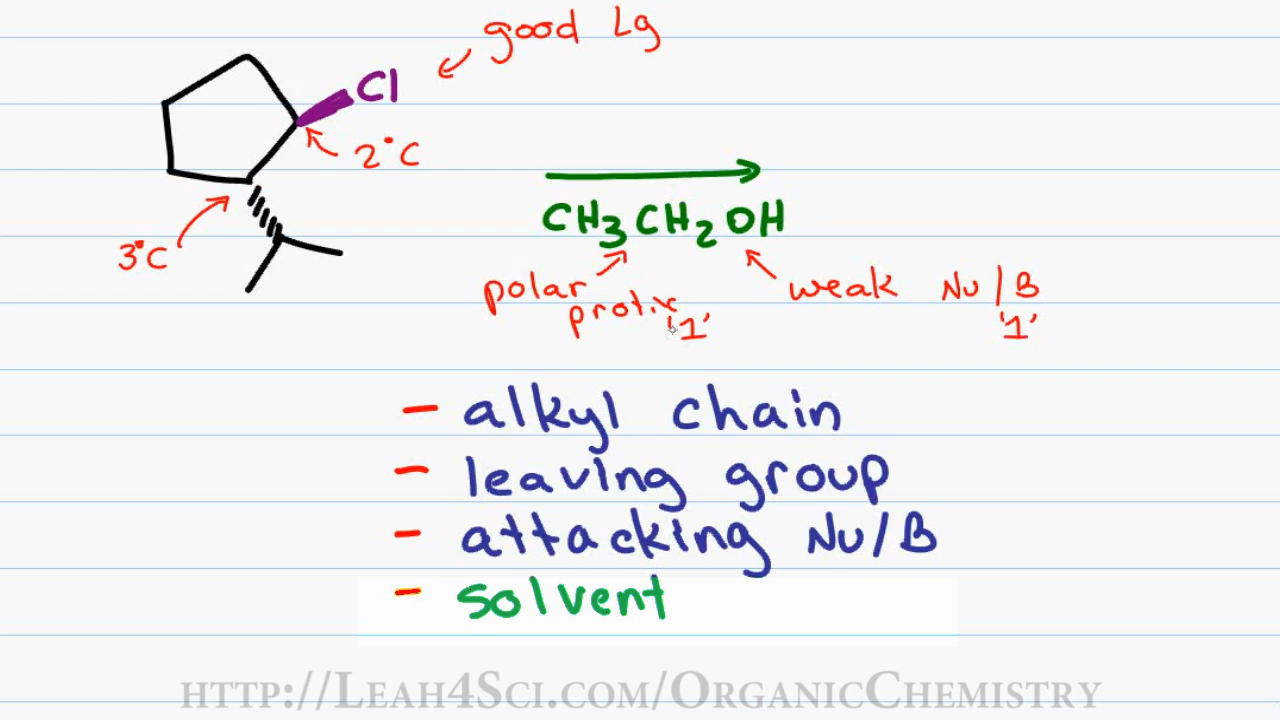 good Lg
Cl
2°C
CH3CH2OH
3°C
polar
protic
'1'
weak Nu/B
'1'
- alkyl chain
- leaving group
- attacking Nu/B
- solvent
http://Leah4Sci.com/OrganicChemistry